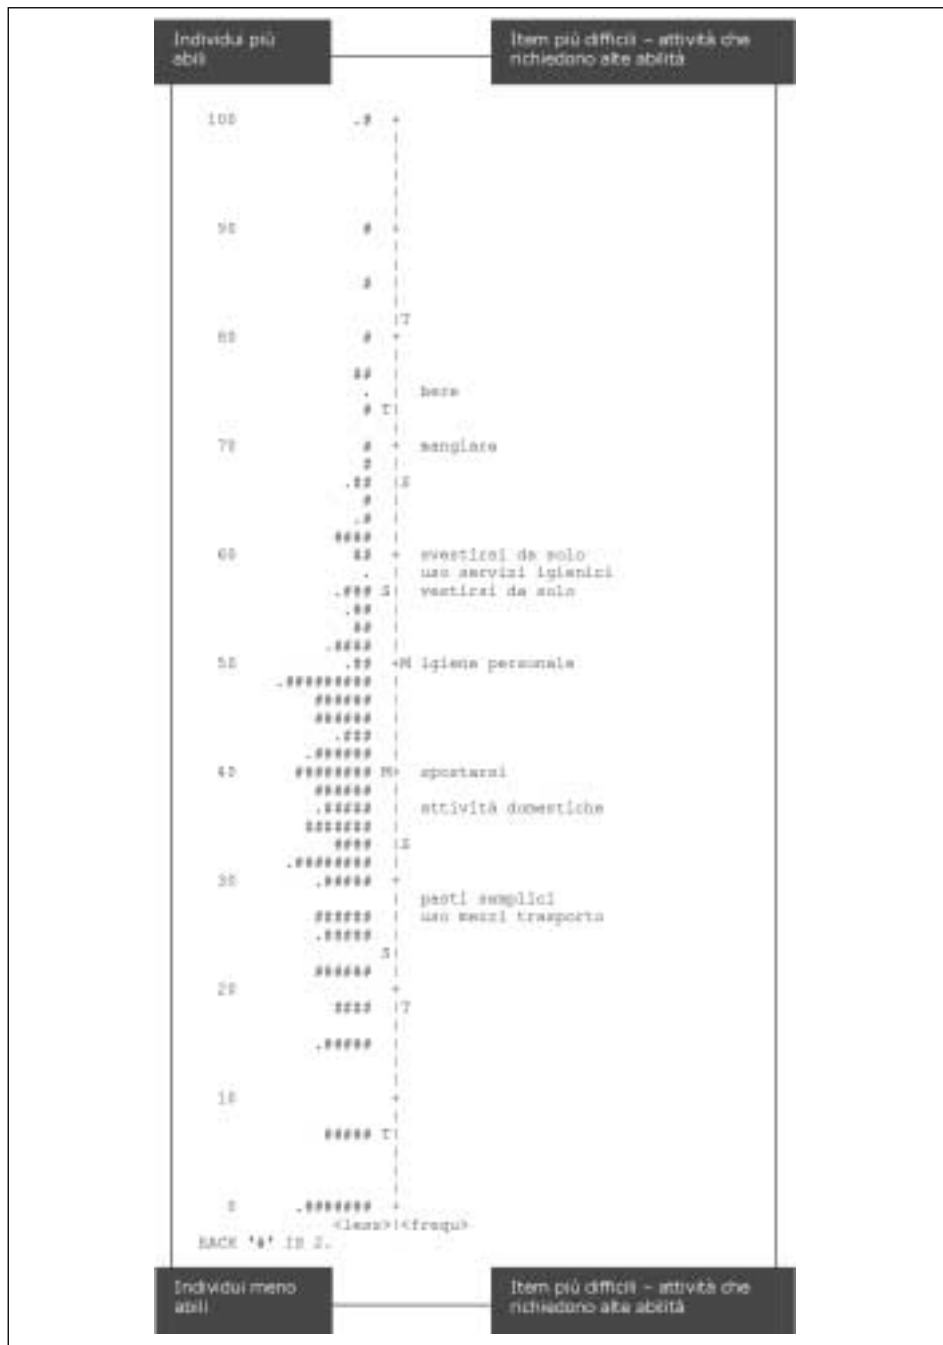 Individui più
abili
Item più difficili – attività che
richiedono alte abilità
100 .# +
90 # +
#
|T
80 # +
##
. | bere
# T|
70 # + mangiare
#
.## |S
#
.#
####
60 ## + svestirsi da solo
. | uso servizi igienici
.### S| vestirsi da solo
.##
##
.####
50 .## +M igiene personale
.#########
######
######
.###
.######
40 ######## M+ spostarsi
######
.##### | attività domestiche
#######
#### |S
.########
30 .##### +
| pasti semplici
###### | uso mezzi trasporto
.#####
S|
######
20 +
#### |T
.#####
10 +
##### T|
0 .####### +
<less>|<frequ>
EACH '#' IS 2.
Individui meno
abili
Item più difficili – attività che
richiedono alte abilità